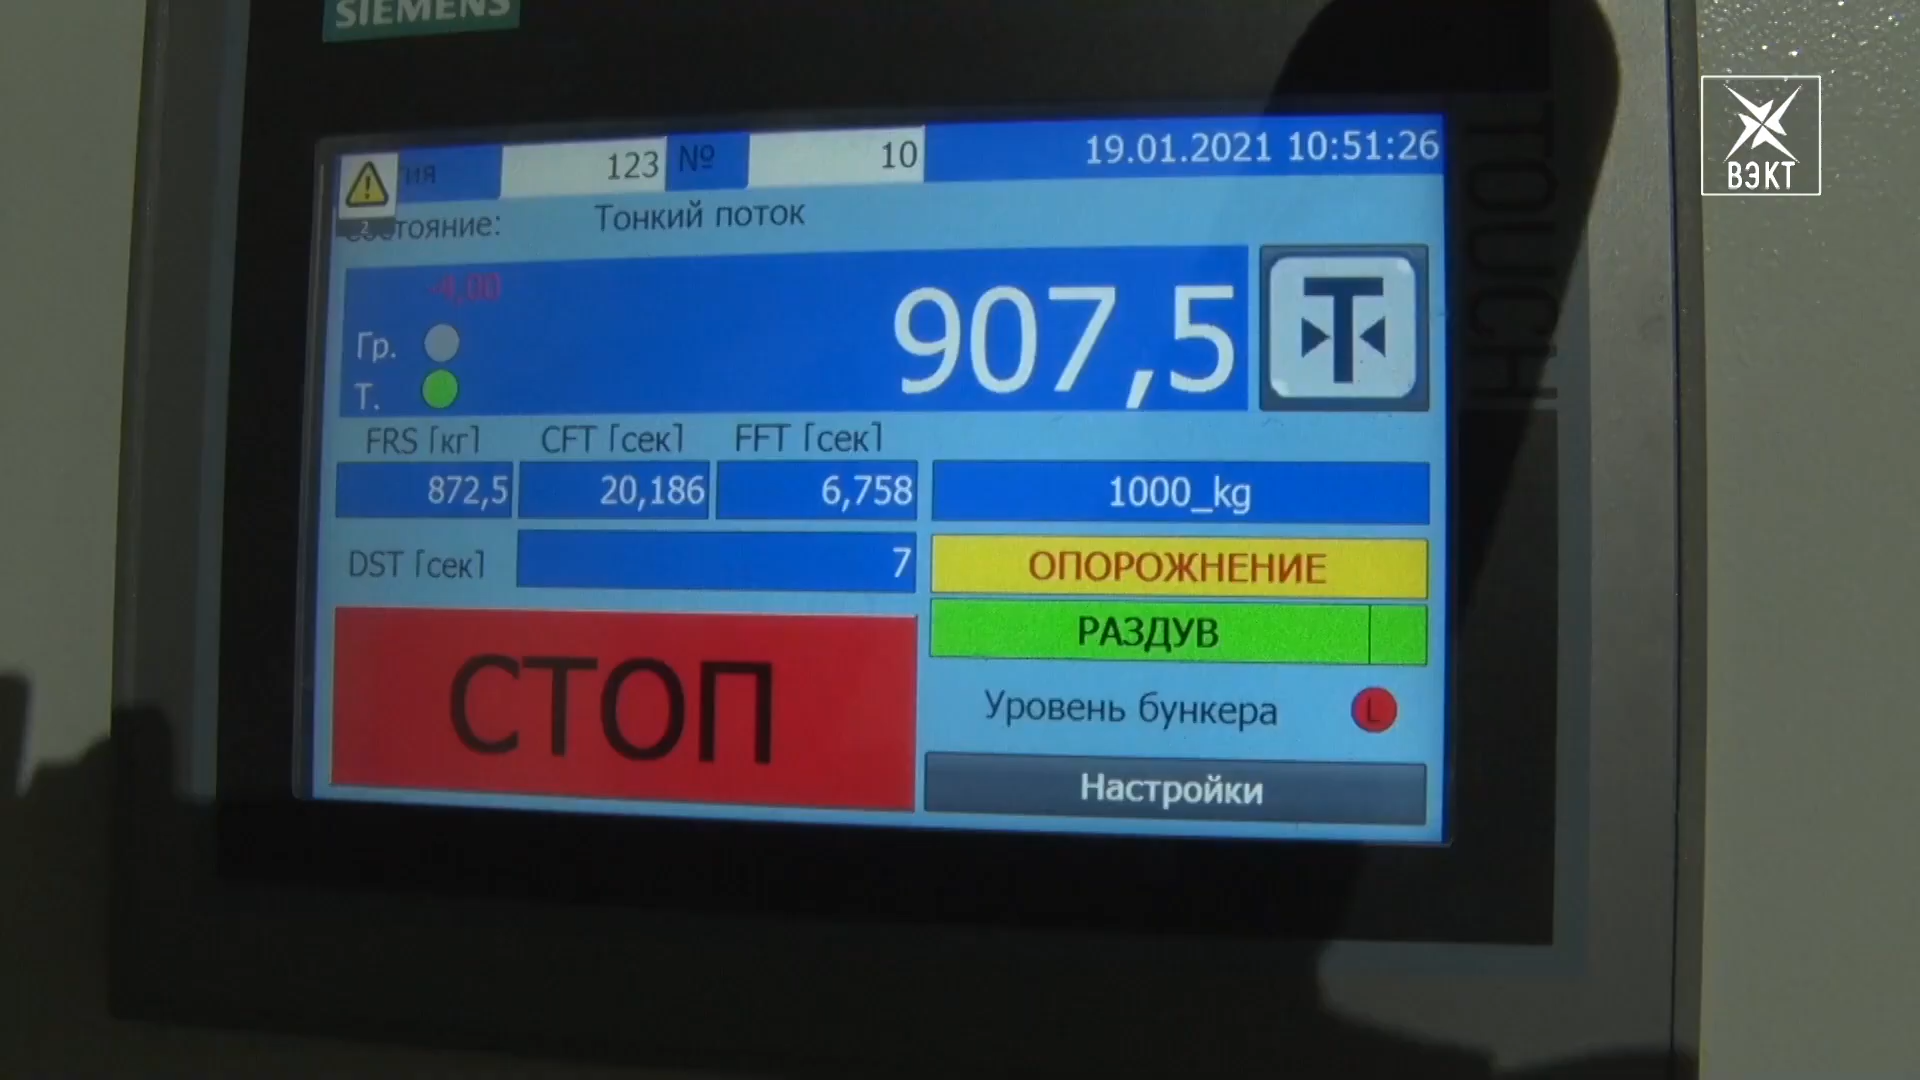 SIEMENS
123 № 10 19.01.2021 10:51:26
2
Состояние: Тонкий поток
-4,00
907,5
T
Гр.
Т.
FRS [кг] CFT [сек] FFT [сек]
872,5 20,186 6,758 1000_kg
DST [сек] 7 ОПОРОЖНЕНИЕ
РАЗДУВ
СТОП
Уровень бункера L
Настройки
TOUCH
ВЭКТ